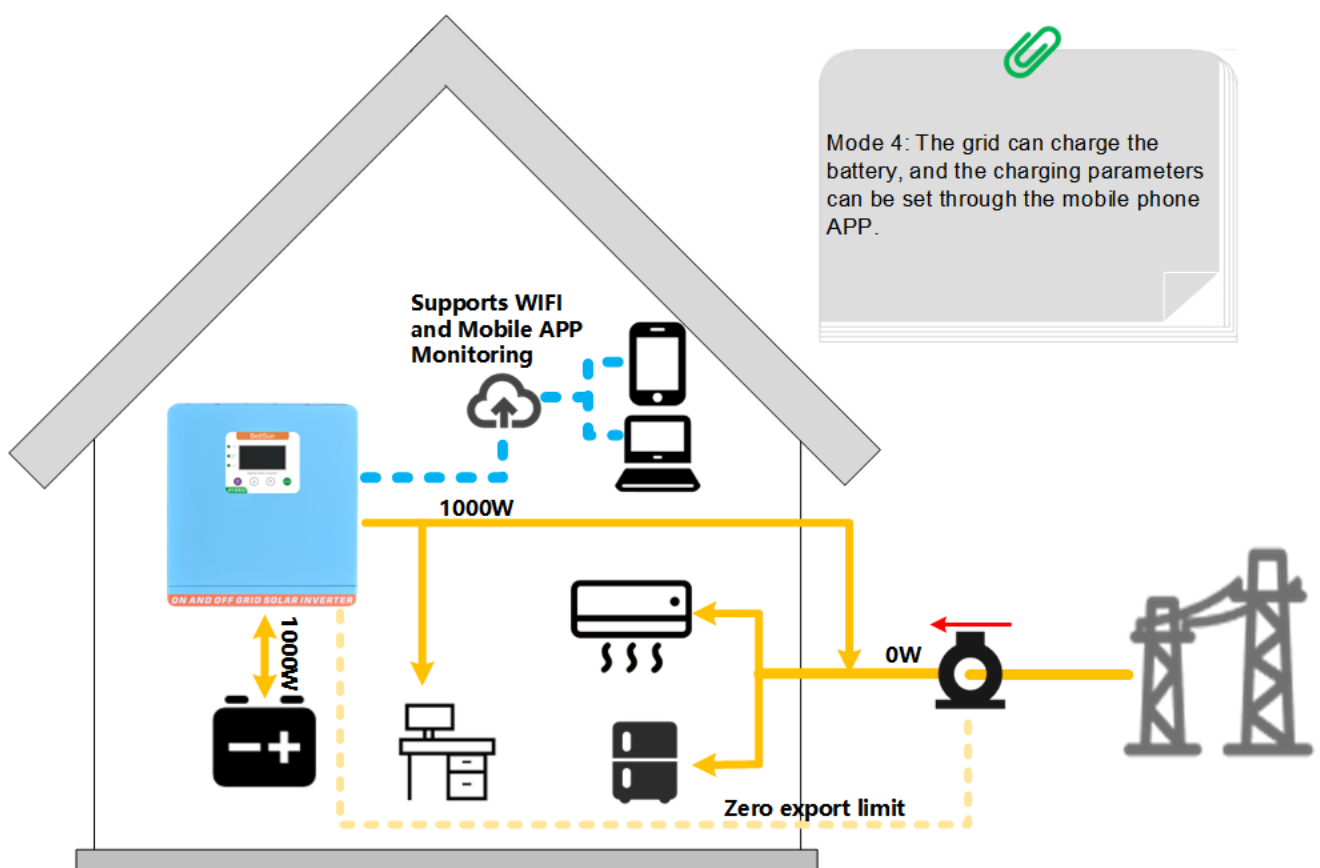 Mode 4: The grid can charge the
battery, and the charging parameters
can be set through the mobile phone
APP.
Supports WIFI
and Mobile APP
Monitoring
BettSun
HYBRID
1000W
ON AND OFF GRID SOLAR INVERTER
1000W
0W
Zero export limit